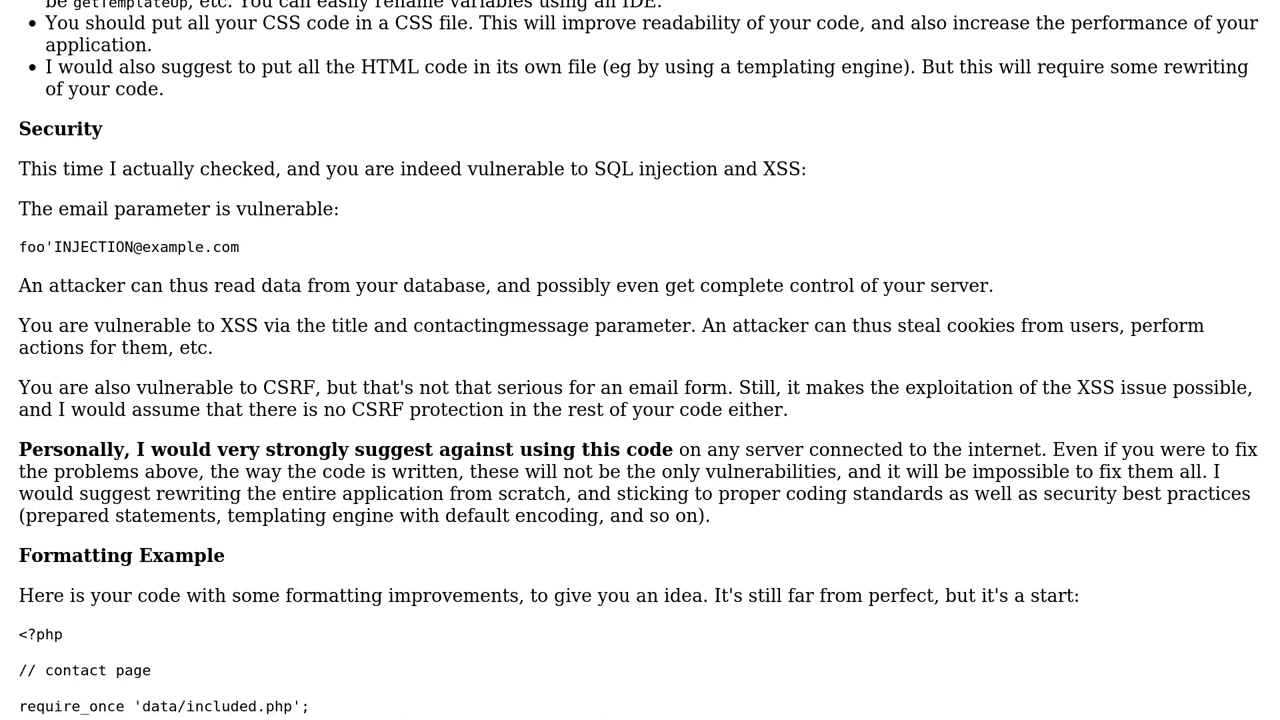 be getTemplateUp, etc. You can easily rename variables using an IDE.
• You should put all your CSS code in a CSS file. This will improve readability of your code, and also increase the performance of your
application.
• I would also suggest to put all the HTML code in its own file (eg by using a templating engine). But this will require some rewriting
of your code.
Security
This time I actually checked, and you are indeed vulnerable to SQL injection and XSS:
The email parameter is vulnerable:
foo'INJECTION@example.com
An attacker can thus read data from your database, and possibly even get complete control of your server.
You are vulnerable to XSS via the title and contactingmessage parameter. An attacker can thus steal cookies from users, perform
actions for them, etc.
You are also vulnerable to CSRF, but that's not that serious for an email form. Still, it makes the exploitation of the XSS issue possible,
and I would assume that there is no CSRF protection in the rest of your code either.
Personally, I would very strongly suggest against using this code on any server connected to the internet. Even if you were to fix
the problems above, the way the code is written, these will not be the only vulnerabilities, and it will be impossible to fix them all. I
would suggest rewriting the entire application from scratch, and sticking to proper coding standards as well as security best practices
(prepared statements, templating engine with default encoding, and so on).
Formatting Example
Here is your code with some formatting improvements, to give you an idea. It's still far from perfect, but it's a start:
<?php
// contact page
require_once 'data/included.php';